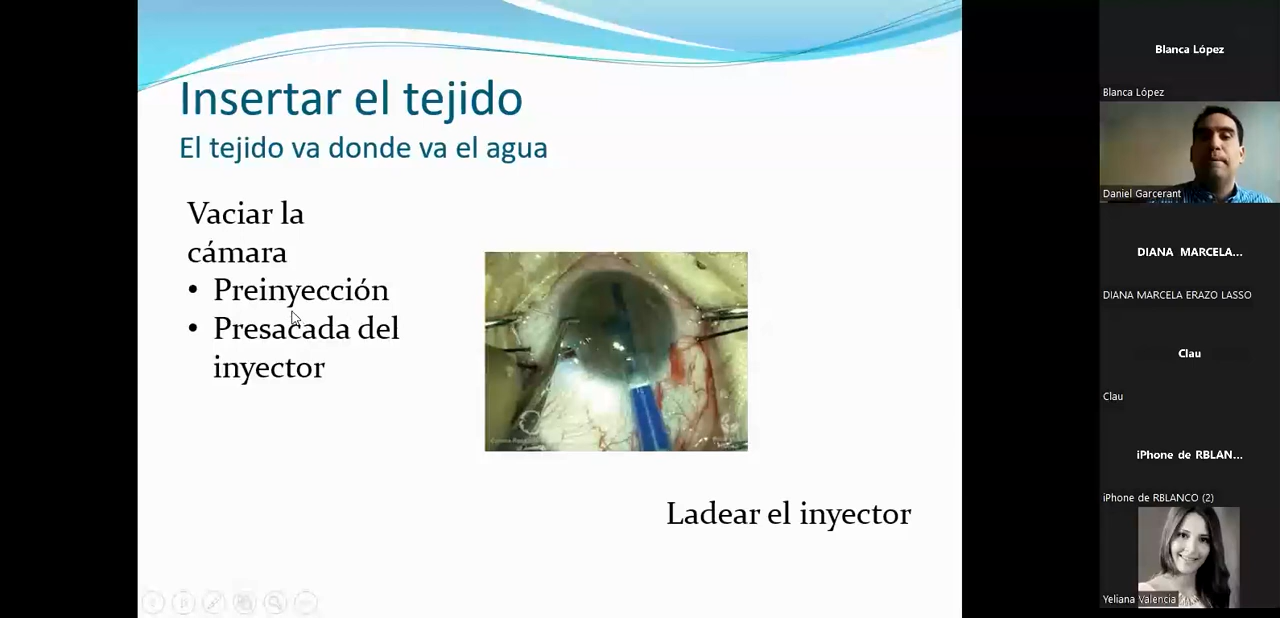 Insertar el tejido
El tejido va donde va el agua
Vaciar la
cámara
• Preinyección
• Presacada del
inyector
Ladear el inyector
Blanca López
Blanca López
Daniel Garcerant
DIANA MARCELA...
DIANA MARCELA ERAZO LASSO
Clau
Clau
iPhone de RBLAN...
iPhone de RBLANCO (2)
Yeliana Valencia